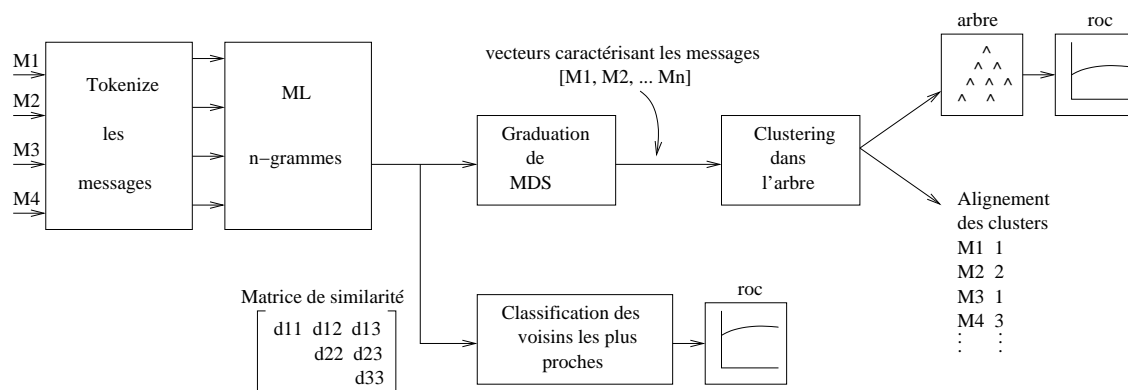 M1
M2
M3
M4
Tokenize
les
messages
ML
n−grammes
vecteurs caractérisant les messages
[M1, M2, ... Mn]
Graduation
de
MDS
Clustering
dans
l'arbre
arbre
^
^ ^
^ ^ ^
^ ^
roc
Alignement
des clusters
M1 1
M2 2
M3 1
M4 3
Matrice de similarité
d11 d12 d13
d22 d23
d33
Classification des
voisins les plus
proches
roc